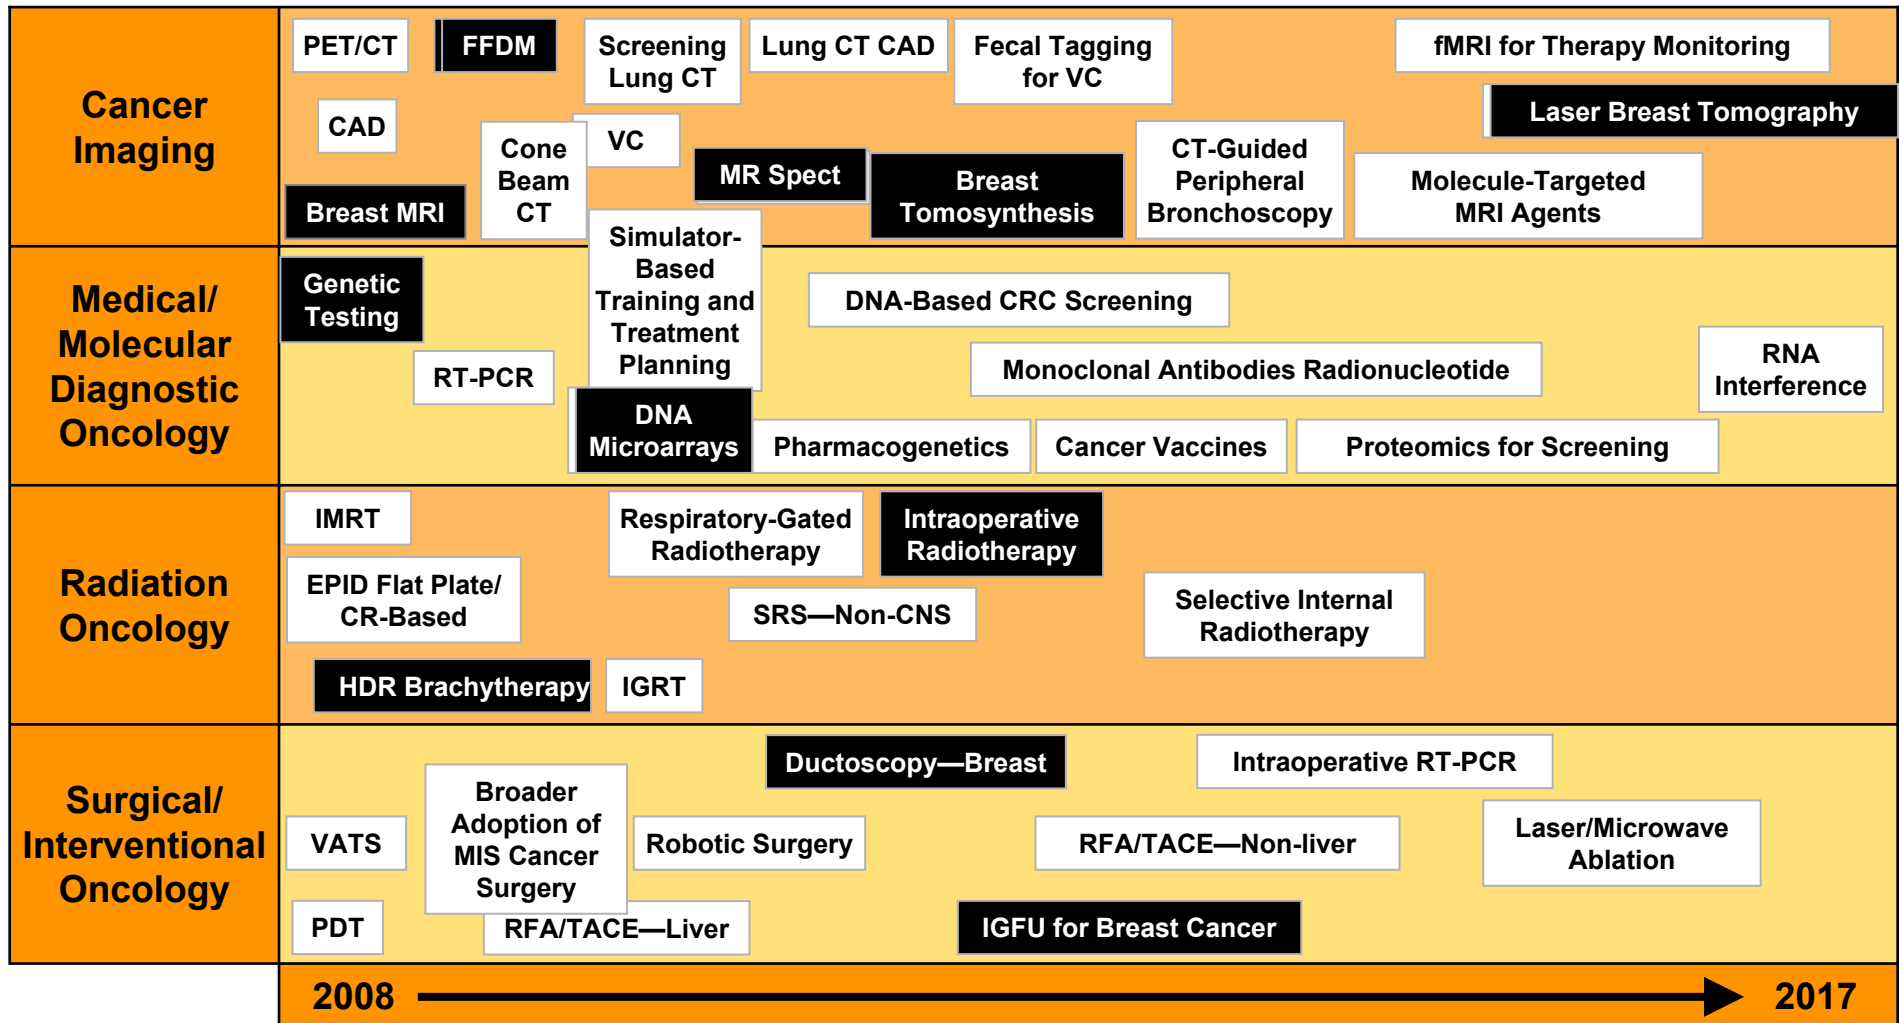 Cancer
Imaging
PET/CT
FFDM
Screening
Lung CT
Lung CT CAD
Fecal Tagging
for VC
fMRI for Therapy Monitoring
Laser Breast Tomography
CAD
Cone
Beam
CT
VC
MR Spect
Breast
Tomosynthesis
CT-Guided
Peripheral
Bronchoscopy
Molecule-Targeted
MRI Agents
Breast MRI
Simulator-
Based
Training and
Treatment
Planning
Medical/
Molecular
Diagnostic
Oncology
Genetic
Testing
RT-PCR
DNA
Microarrays
DNA-Based CRC Screening
Monoclonal Antibodies Radionucleotide
RNA
Interference
Pharmacogenetics
Cancer Vaccines
Proteomics for Screening
Radiation
Oncology
IMRT
Respiratory-Gated
Radiotherapy
Intraoperative
Radiotherapy
EPID Flat Plate/
CR-Based
SRS—Non-CNS
Selective Internal
Radiotherapy
HDR Brachytherapy
IGRT
Surgical/
Interventional
Oncology
Ductoscopy—Breast
Intraoperative RT-PCR
VATS
Broader
Adoption of
MIS Cancer
Surgery
Robotic Surgery
RFA/TACE—Non-liver
Laser/Microwave
Ablation
PDT
RFA/TACE—Liver
IGFU for Breast Cancer
2008
2017